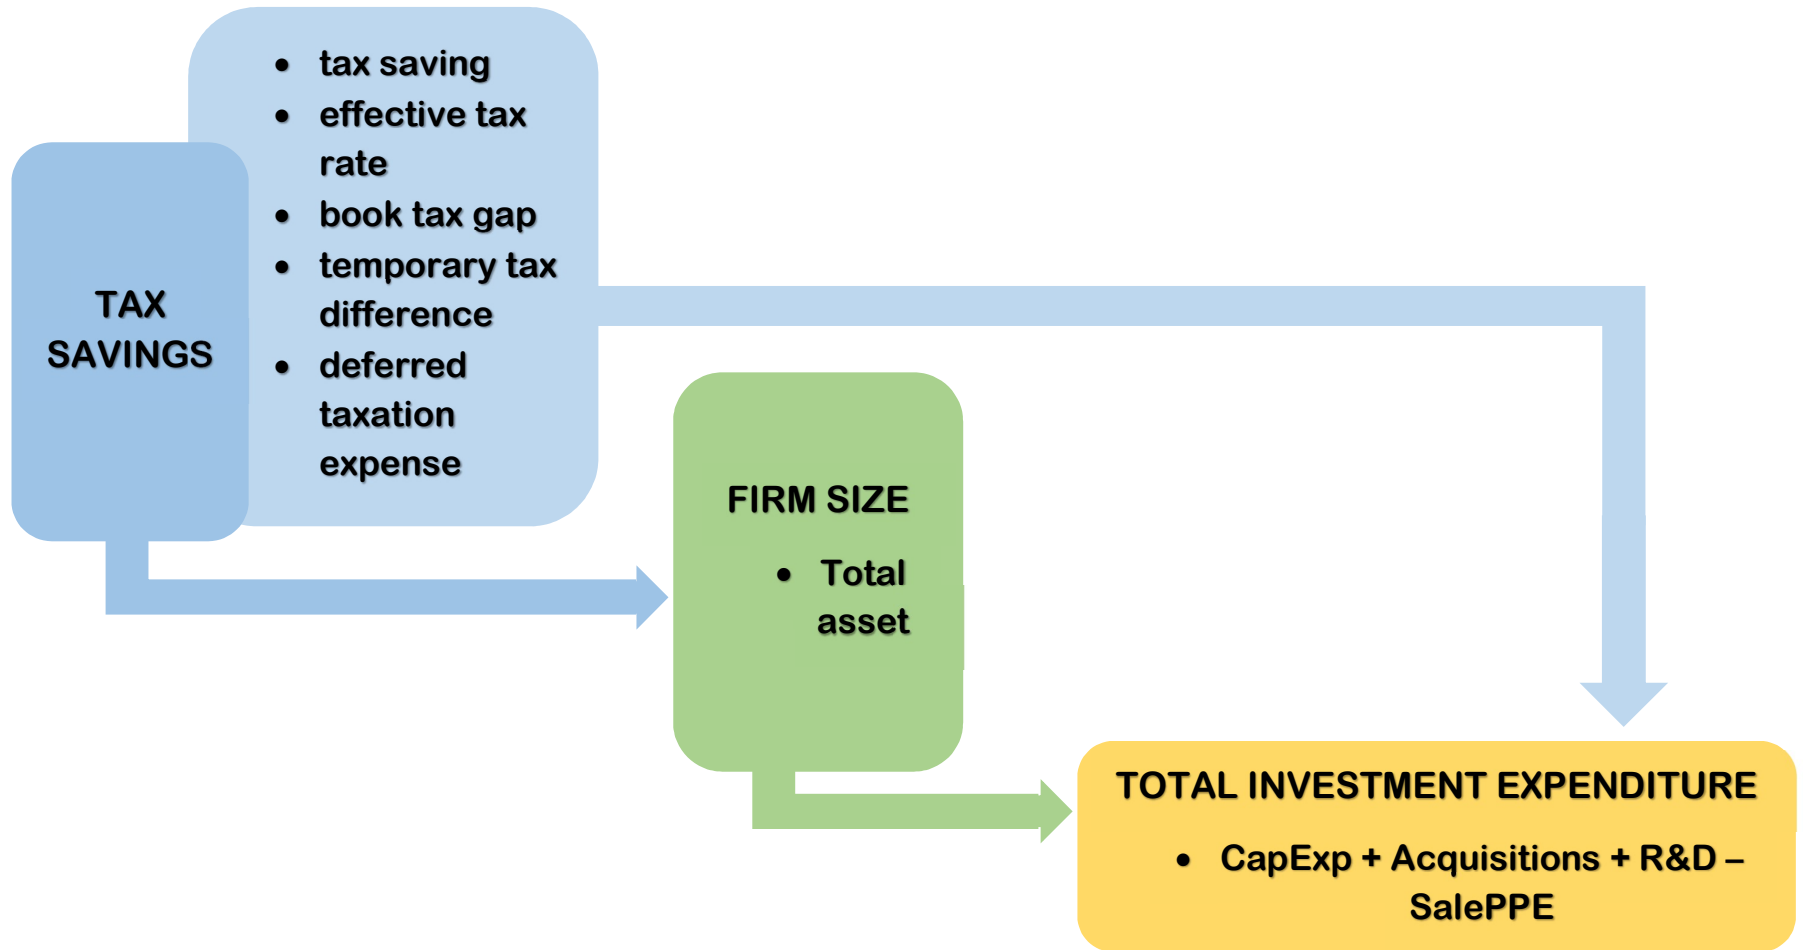 TAX
SAVINGS
• tax saving
• effective tax
rate
• book tax gap
• temporary tax
difference
• deferred
taxation
expense
FIRM SIZE
• Total
asset
TOTAL INVESTMENT EXPENDITURE
• CapExp + Acquisitions + R&D –
SalePPE